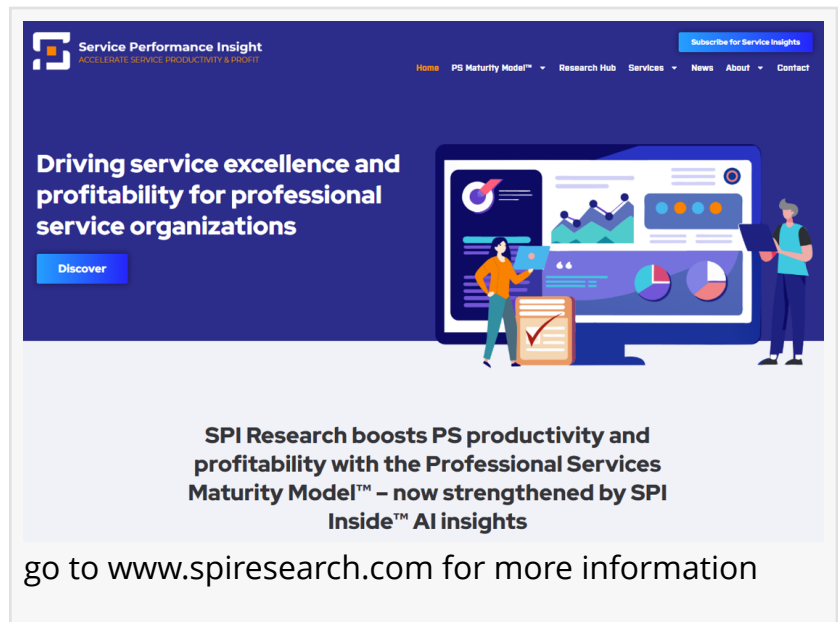 Service Performance Insight
ACCELERATE SERVICE PRODUCTIVITY & PROFIT
Subscribe for Service Insights
Home PS Maturity Model™ Research Hub Services News About Contact
Driving service excellence and
profitability for professional
service organizations
Discover
SPI Research boosts PS productivity and
profitability with the Professional Services
Maturity Model™ – now strengthened by SPI
Inside™ AI insights
go to www.spiresearch.com for more information